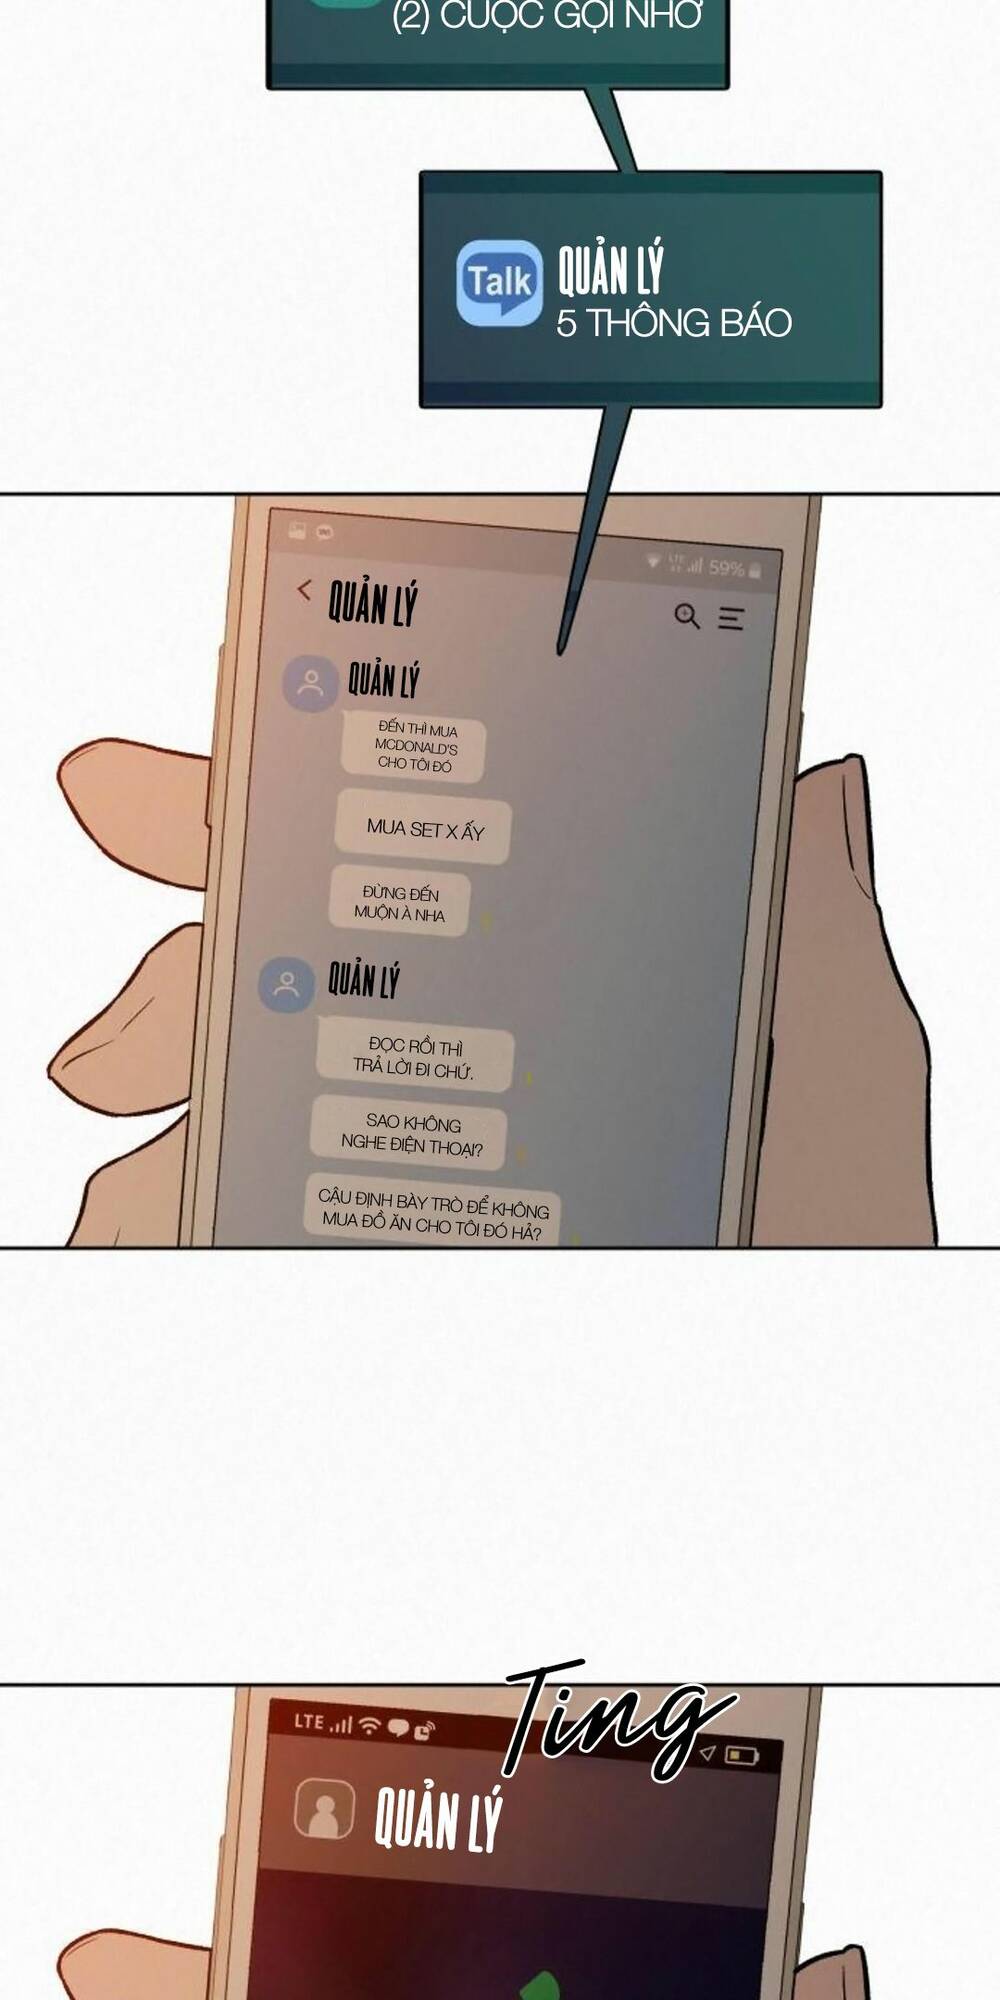 (2) CUỘC GỌI NHỠ
Talk
QUẢN LÝ
5 THÔNG BÁO
LTE
59%
QUẢN LÝ
QUẢN LÝ
ĐẾN THÌ MUA
MCDONALD'S
CHO TÔI ĐÓ
MUA SET X ẤY
ĐỪNG ĐẾN
MUỘN À NHA
QUẢN LÝ
ĐỌC RỒI THÌ
TRẢ LỜI ĐI CHỨ.
SAO KHÔNG
NGHE ĐIỆN THOẠI?
CẬU ĐỊNH BÀY TRÒ ĐỂ KHÔNG
MUA ĐỒ ĂN CHO TÔI ĐÓ HẢ?
Ting
LTE
QUẢN LÝ